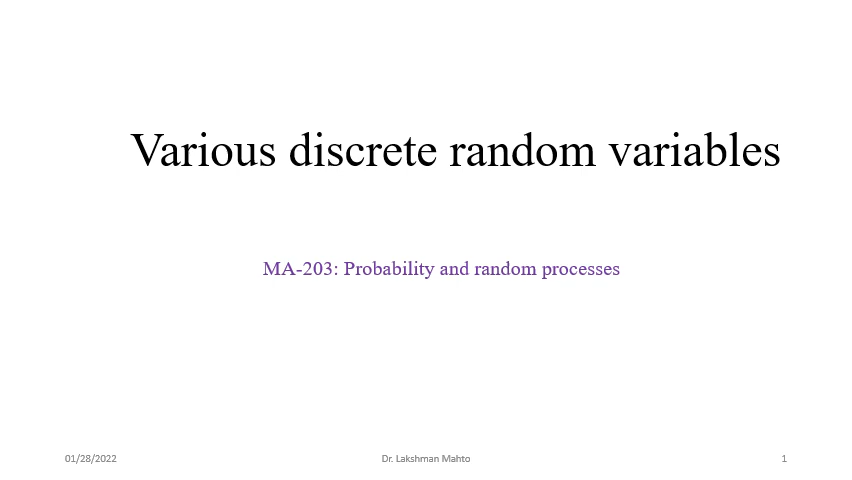 Various discrete random variables
MA-203: Probability and random processes
01/28/2022
Dr. Lakshman Mahto
1